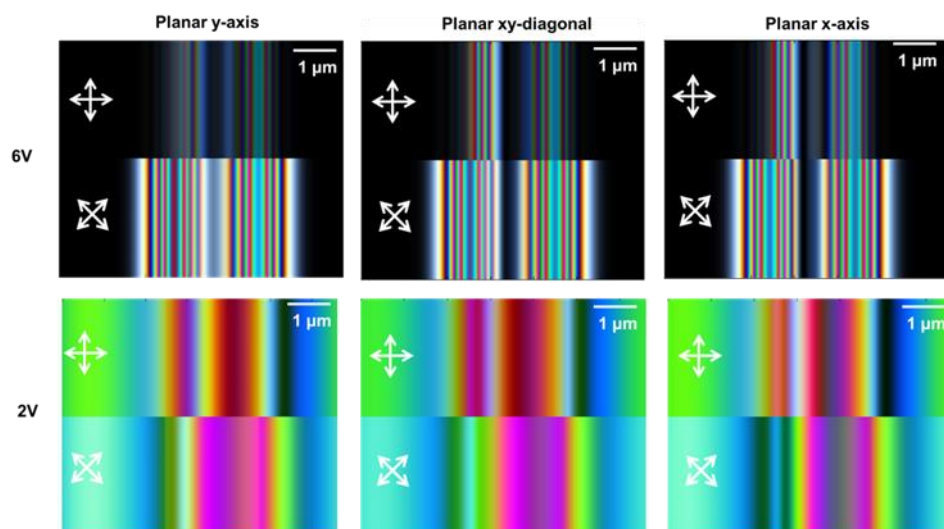 Planar y-axis
Planar xy-diagonal
Planar x-axis
6V
1 μm
1 μm
1 μm
2V
1 μm
1 μm
1 μm